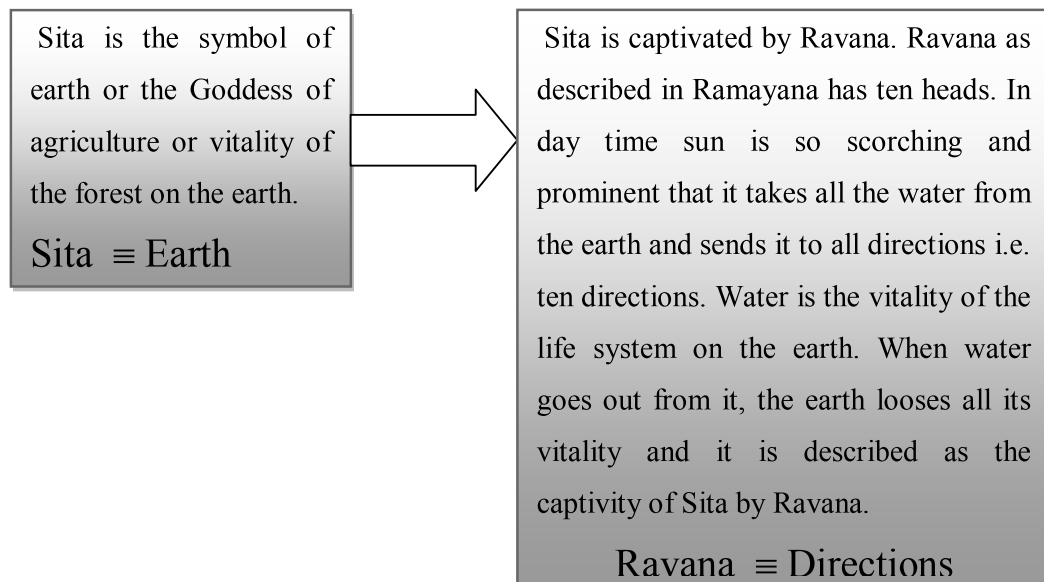 Sita is the symbol of
earth or the Goddess of
agriculture or vitality of
the forest on the earth.
Sita ≡ Earth
Sita is captivated by Ravana. Ravana as
described in Ramayana has ten heads. In
day time sun is so scorching and
prominent that it takes all the water from
the earth and sends it to all directions i.e.
ten directions. Water is the vitality of the
life system on the earth. When water
goes out from it, the earth looses all its
vitality and it is described as the
captivity of Sita by Ravana.
Ravana ≡ Directions